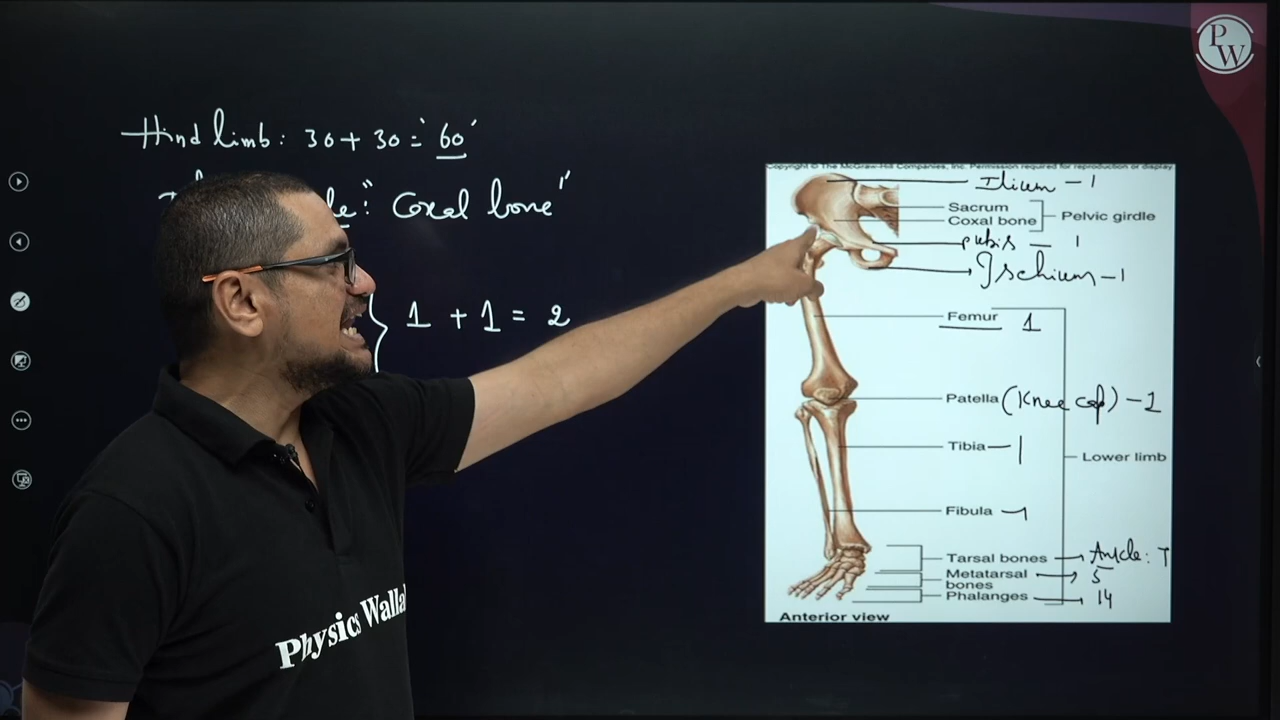 PW
Hind limb: 30 + 30 = '60'
": Coxal bone"
1 + 1 = 2
Copyright © The McGraw-Hill Companies, Inc. Permission required for reproduction or display.
Ilium - 1
Sacrum
Coxal bone
Pelvic girdle
pubis - 1
Ischium - 1
Femur 1
Patella (Knee cap) - 1
Tibia - 1
Lower limb
Fibula - 1
Tarsal bones → Ankle: 7
Metatarsal bones → 5
Phalanges → 14
Anterior view
Physics Walla